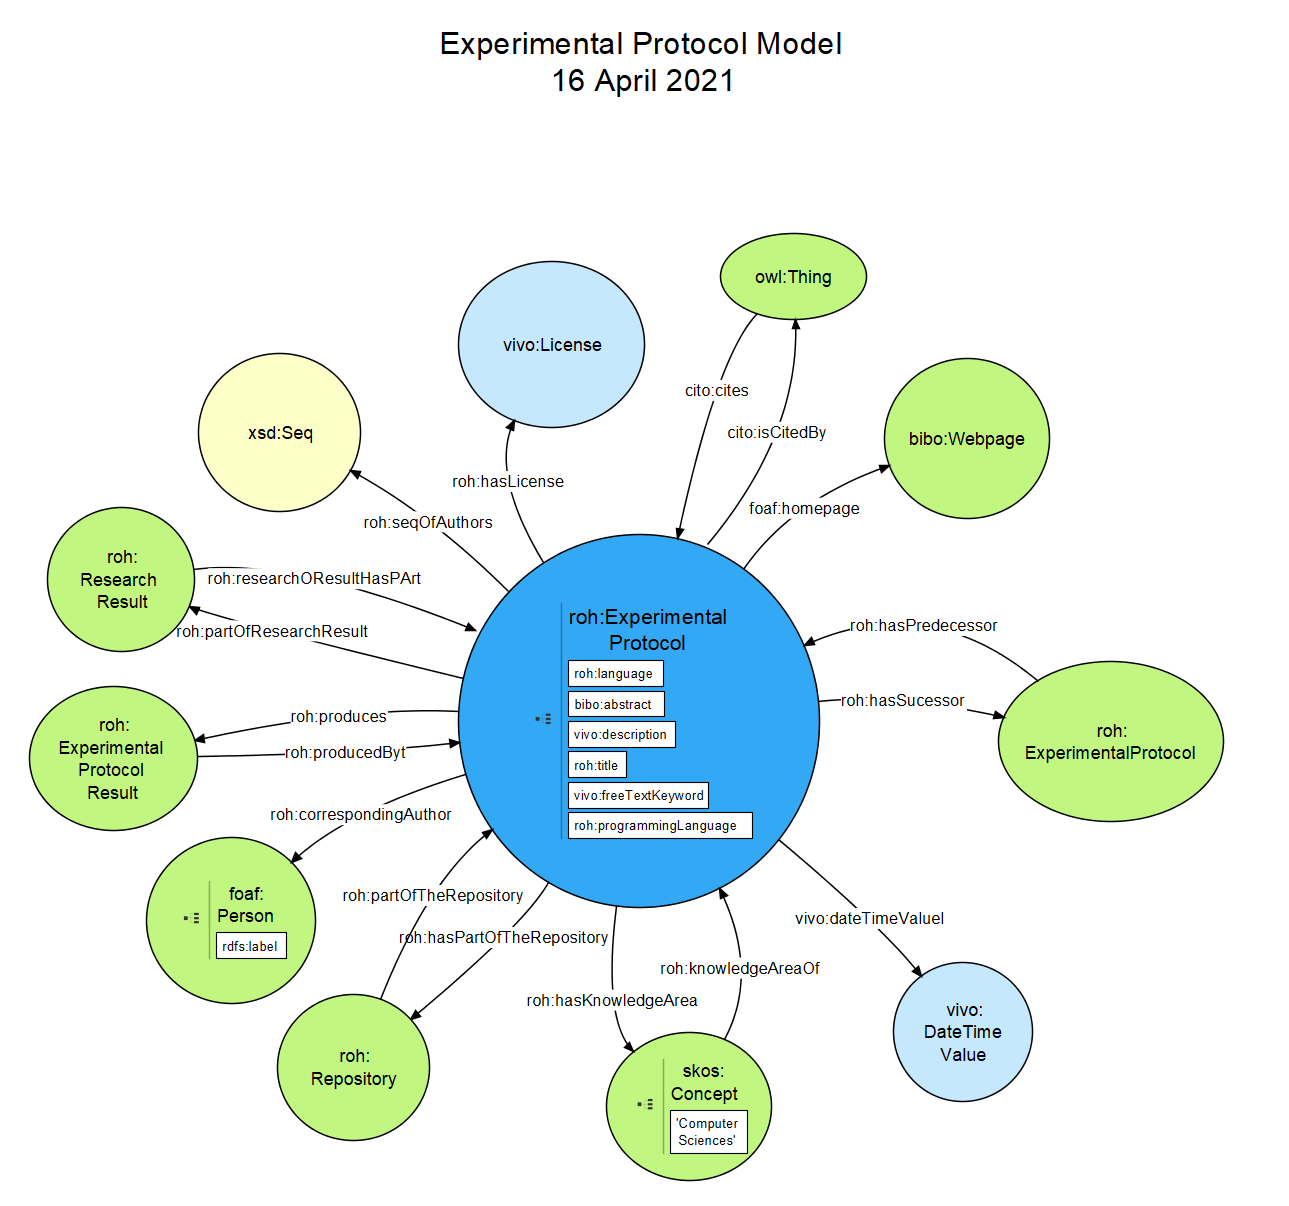 Experimental Protocol Model
16 April 2021
owl:Thing
vivo:License
cito:cites
xsd:Seq
cito:isCitedBy
bibo:Webpage
roh:hasLicense
foaf:homepage
roh:seqOfAuthors
roh:
Research
Result
roh:researchOResultHasPArt
roh:partOfResearchResult
roh:Experimental
Protocol
roh:language
bibo:abstract
vivo:description
roh:title
vivo:freeTextKeyword
roh:programmingLanguage
roh:hasPredecessor
roh:hasSucessor
roh:
ExperimentalProtocol
roh:
Experimental
Protocol
Result
roh:produces
roh:producedByt
roh:correspondingAuthor
foaf:
Person
rdfs:label
roh:partOfTheRepository
roh:hasPartOfTheRepository
vivo:dateTimeValuel
roh:knowledgeAreaOf
roh:hasKnowledgeArea
roh:
Repository
vivo:
DateTime
Value
skos:
Concept
'Computer
Sciences'